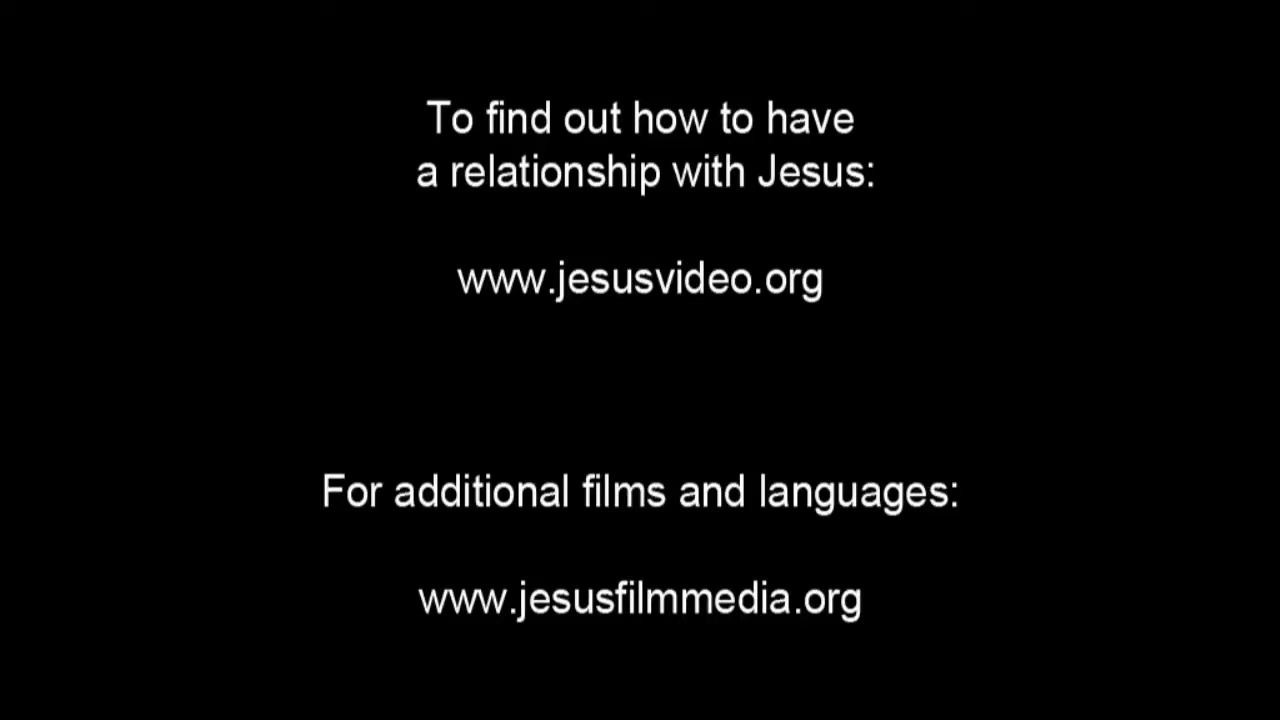 To find out how to have
a relationship with Jesus:
www.jesusvideo.org
For additional films and languages:
www.jesusfilmmedia.org